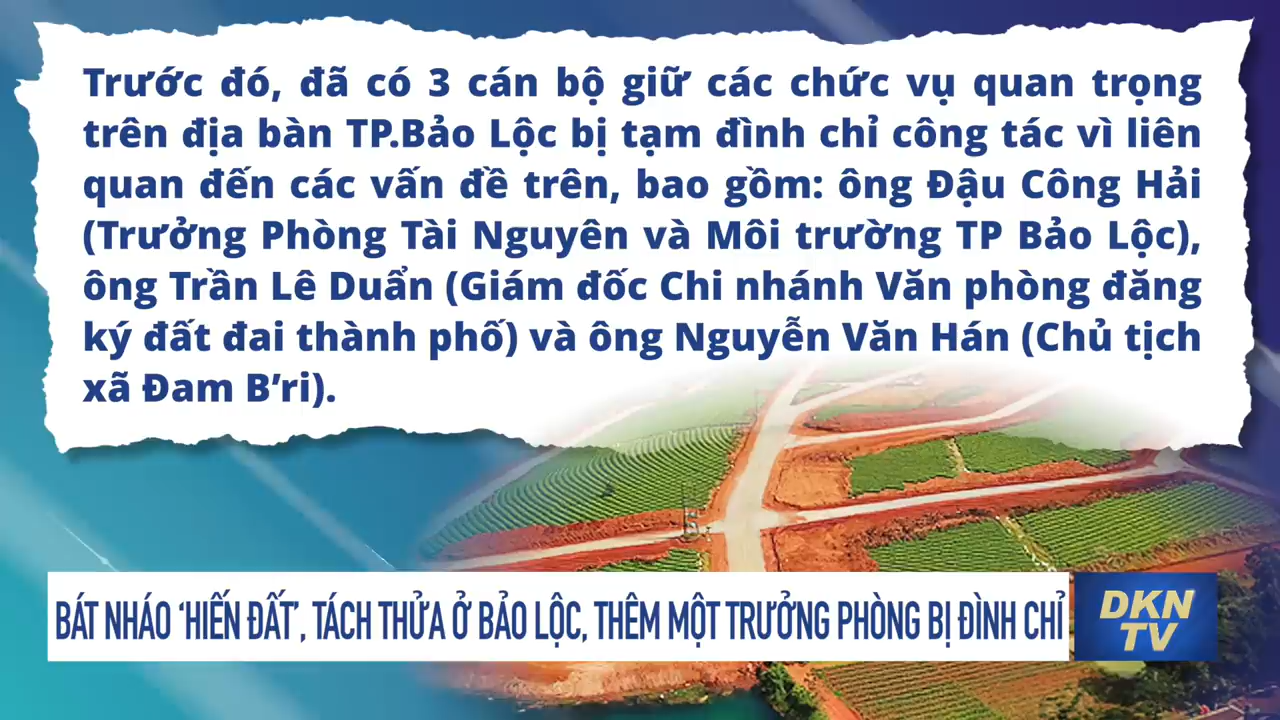 Trước đó, đã có 3 cán bộ giữ các chức vụ quan trọng
trên địa bàn TP.Bảo Lộc bị tạm đình chỉ công tác vì liên
quan đến các vấn đề trên, bao gồm: ông Đậu Công Hải
(Trưởng Phòng Tài Nguyên và Môi trường TP Bảo Lộc),
ông Trần Lê Duẩn (Giám đốc Chi nhánh Văn phòng đăng
ký đất đai thành phố) và ông Nguyễn Văn Hán (Chủ tịch
xã Đam B’ri).
BÁT NHÁO ‘HIẾN ĐẤT’, TÁCH THỬA Ở BẢO LỘC, THÊM MỘT TRƯỞNG PHÒNG BỊ ĐÌNH CHỈ
DKN
TV